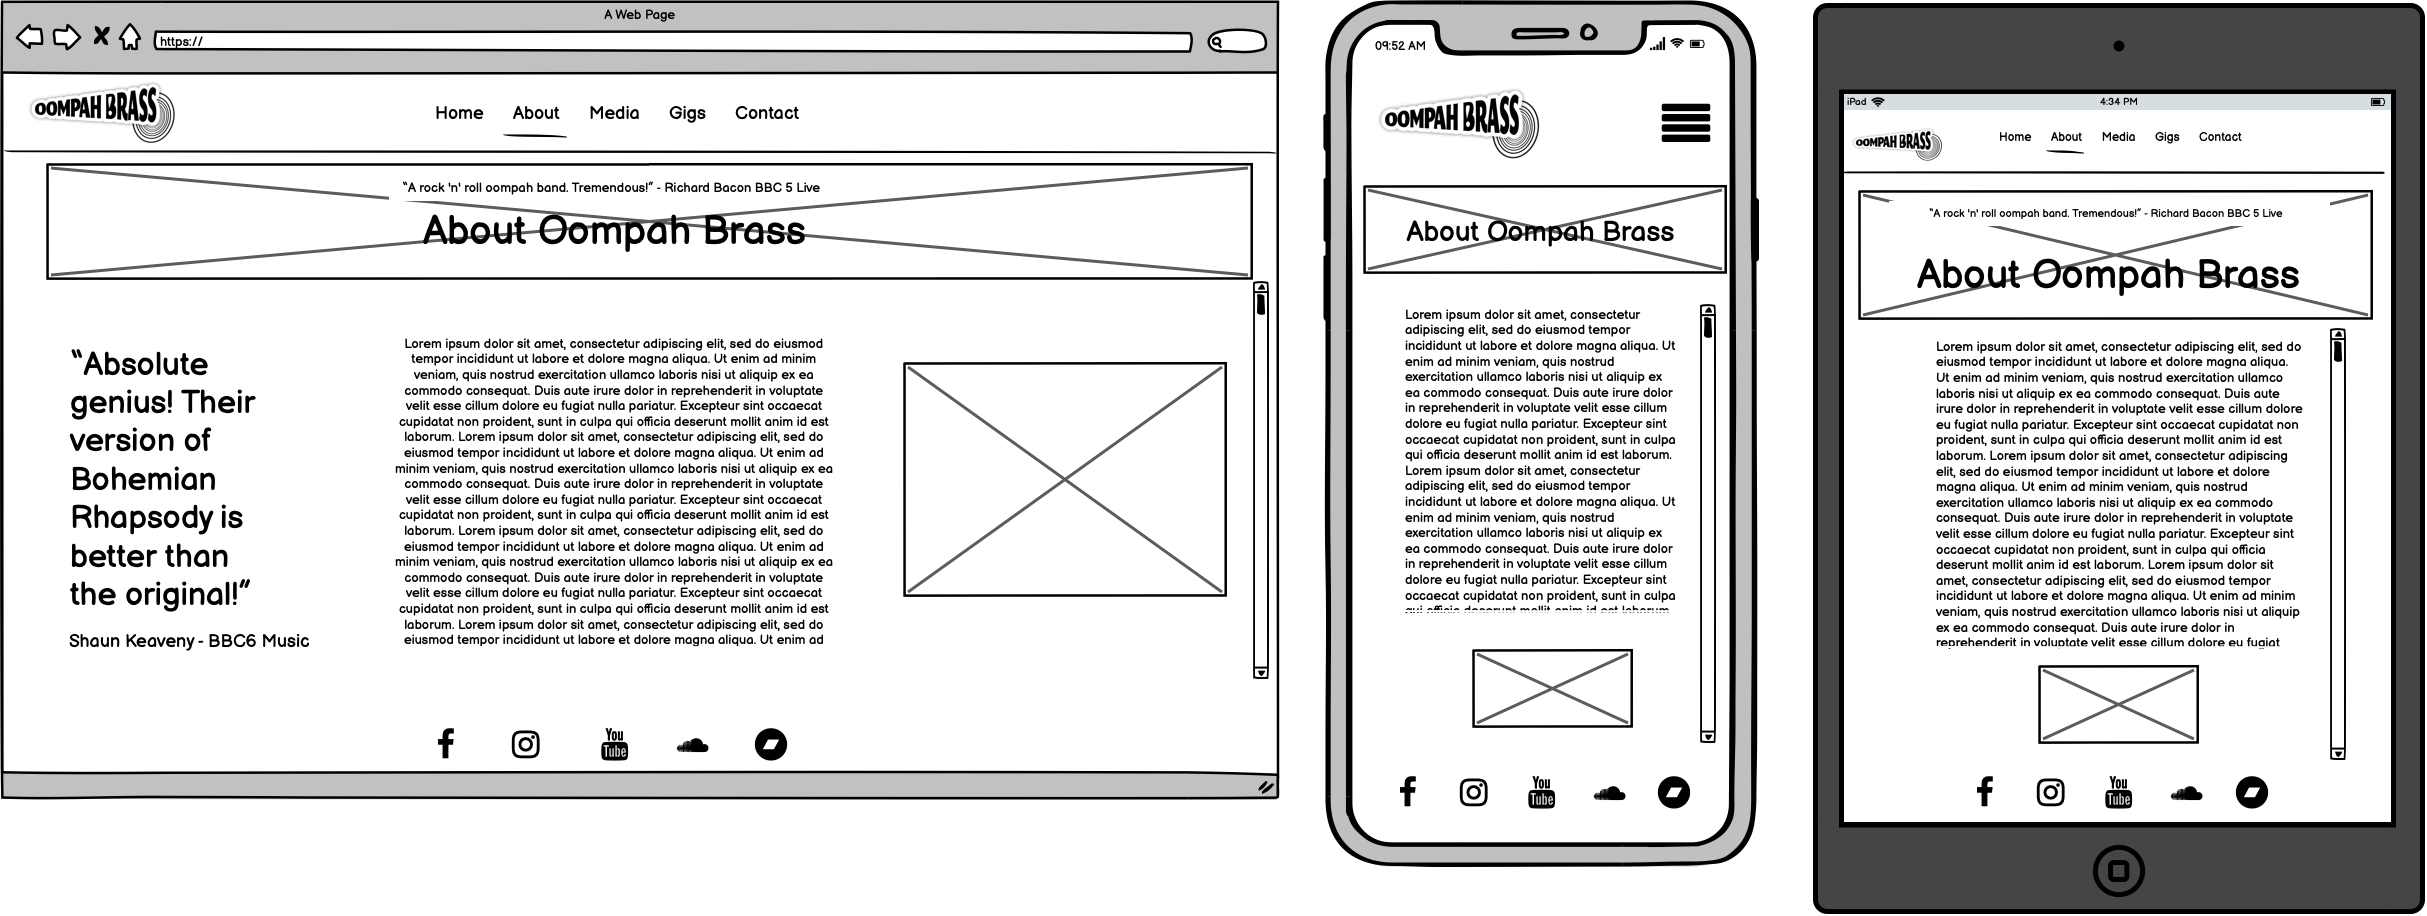 A Web Page
https://
OOMPAH BRASS
Home About Media Gigs Contact
“A rock 'n' roll oompah band. Tremendous!” - Richard Bacon BBC 5 Live
About Oompah Brass
“Absolute
genius! Their
version of
Bohemian
Rhapsody is
better than
the original!”
Shaun Keaveny - BBC6 Music
Lorem ipsum dolor sit amet, consectetur adipiscing elit, sed do eiusmod
tempor incididunt ut labore et dolore magna aliqua. Ut enim ad minim
veniam, quis nostrud exercitation ullamco laboris nisi ut aliquip ex ea
commodo consequat. Duis aute irure dolor in reprehenderit in voluptate
velit esse cillum dolore eu fugiat nulla pariatur. Excepteur sint occaecat
cupidatat non proident, sunt in culpa qui officia deserunt mollit anim id est
laborum. Lorem ipsum dolor sit amet, consectetur adipiscing elit, sed do
eiusmod tempor incididunt ut labore et dolore magna aliqua. Ut enim ad
minim veniam, quis nostrud exercitation ullamco laboris nisi ut aliquip ex ea
commodo consequat. Duis aute irure dolor in reprehenderit in voluptate
velit esse cillum dolore eu fugiat nulla pariatur. Excepteur sint occaecat
cupidatat non proident, sunt in culpa qui officia deserunt mollit anim id est
laborum. Lorem ipsum dolor sit amet, consectetur adipiscing elit, sed do
eiusmod tempor incididunt ut labore et dolore magna aliqua. Ut enim ad
minim veniam, quis nostrud exercitation ullamco laboris nisi ut aliquip ex ea
commodo consequat. Duis aute irure dolor in reprehenderit in voluptate
velit esse cillum dolore eu fugiat nulla pariatur. Excepteur sint occaecat
cupidatat non proident, sunt in culpa qui officia deserunt mollit anim id est
laborum. Lorem ipsum dolor sit amet, consectetur adipiscing elit, sed do
eiusmod tempor incididunt ut labore et dolore magna aliqua. Ut enim ad
You
Tube
09:52 AM
OOMPAH BRASS
About Oompah Brass
Lorem ipsum dolor sit amet, consectetur
adipiscing elit, sed do eiusmod tempor
incididunt ut labore et dolore magna aliqua. Ut
enim ad minim veniam, quis nostrud
exercitation ullamco laboris nisi ut aliquip ex
ea commodo consequat. Duis aute irure dolor
in reprehenderit in voluptate velit esse cillum
dolore eu fugiat nulla pariatur. Excepteur sint
occaecat cupidatat non proident, sunt in culpa
qui officia deserunt mollit anim id est laborum.
Lorem ipsum dolor sit amet, consectetur
adipiscing elit, sed do eiusmod tempor
incididunt ut labore et dolore magna aliqua. Ut
enim ad minim veniam, quis nostrud
exercitation ullamco laboris nisi ut aliquip ex
ea commodo consequat. Duis aute irure dolor
in reprehenderit in voluptate velit esse cillum
dolore eu fugiat nulla pariatur. Excepteur sint
occaecat cupidatat non proident, sunt in culpa
qui officia deserunt mollit anim id est laborum.
You
Tube
iPad
4:34 PM
OOMPAH BRASS
Home About Media Gigs Contact
“A rock 'n' roll oompah band. Tremendous!” - Richard Bacon BBC 5 Live
About Oompah Brass
Lorem ipsum dolor sit amet, consectetur adipiscing elit, sed do
eiusmod tempor incididunt ut labore et dolore magna aliqua.
Ut enim ad minim veniam, quis nostrud exercitation ullamco
laboris nisi ut aliquip ex ea commodo consequat. Duis aute
irure dolor in reprehenderit in voluptate velit esse cillum dolore
eu fugiat nulla pariatur. Excepteur sint occaecat cupidatat non
proident, sunt in culpa qui officia deserunt mollit anim id est
laborum. Lorem ipsum dolor sit amet, consectetur adipiscing
elit, sed do eiusmod tempor incididunt ut labore et dolore
magna aliqua. Ut enim ad minim veniam, quis nostrud
exercitation ullamco laboris nisi ut aliquip ex ea commodo
consequat. Duis aute irure dolor in reprehenderit in voluptate
velit esse cillum dolore eu fugiat nulla pariatur. Excepteur sint
occaecat cupidatat non proident, sunt in culpa qui officia
deserunt mollit anim id est laborum. Lorem ipsum dolor sit
amet, consectetur adipiscing elit, sed do eiusmod tempor
incididunt ut labore et dolore magna aliqua. Ut enim ad minim
veniam, quis nostrud exercitation ullamco laboris nisi ut aliquip
ex ea commodo consequat. Duis aute irure dolor in
reprehenderit in voluptate velit esse cillum dolore eu fugiat
You
Tube